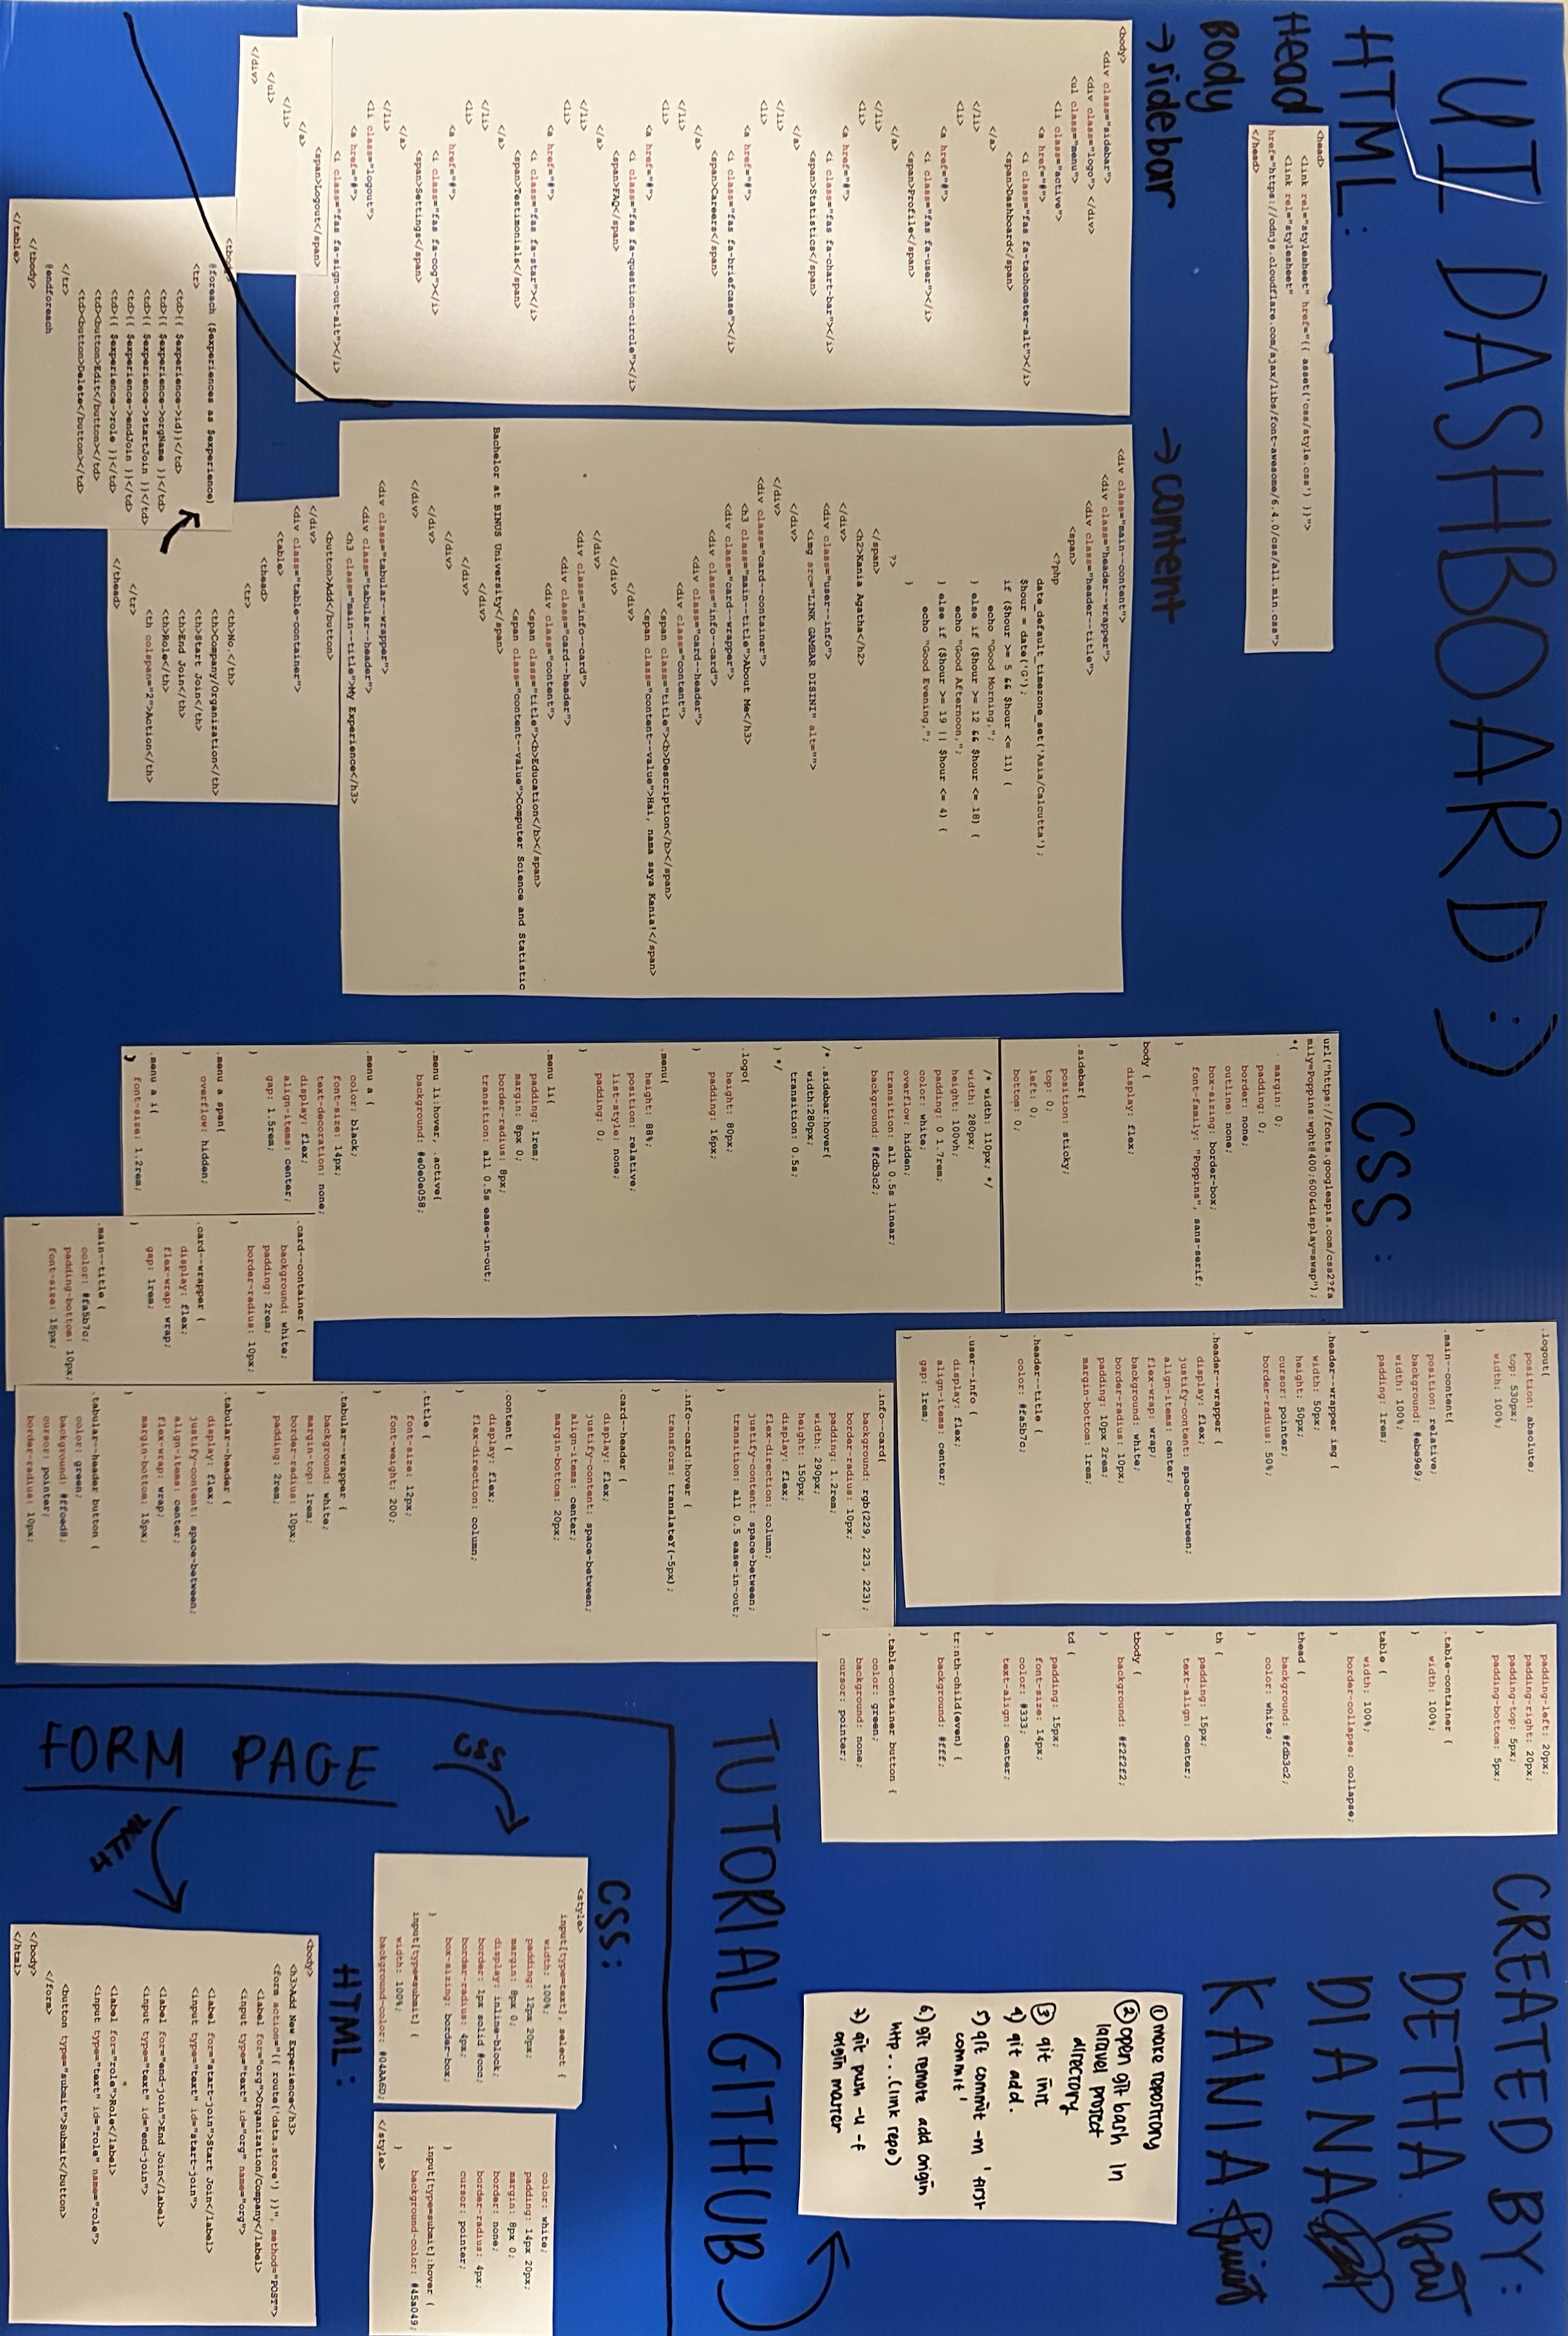 UI DASHBOARD :)
HTML:
Head
<head>
<link rel="stylesheet" href="{{ asset('css/style.css') }}">
<link rel="stylesheet"
href="https://cdnjs.cloudflare.com/ajax/libs/font-awesome/6.4.0/css/all.min.css">
</head>
Body
→ sidebar
<body>
<div class="sidebar">
<div class="logo"> </div>
<ul class="menu">
<li class="active">
<a href="#">
<i class="fas fa-tachometer-alt"></i>
<span>Dashboard</span>
</a>
</li>
<li>
<a href="#">
<i class="fas fa-user"></i>
<span>Profile</span>
</a>
</li>
<li>
<a href="#">
<i class="fas fa-chart-bar"></i>
<span>Statistics</span>
</a>
</li>
<li>
<a href="#">
<i class="fas fa-briefcase"></i>
<span>Careers</span>
</a>
</li>
<li>
<a href="#">
<i class="fas fa-question-circle"></i>
<span>FAQ</span>
</a>
</li>
<li>
<a href="#">
<i class="fas fa-star"></i>
<span>Testimonials</span>
</a>
</li>
<li>
<a href="#">
<i class="fas fa-cog"></i>
<span>Settings</span>
</a>
</li>
<li class="logout">
<a href="#">
<i class="fas fa-sign-out-alt"></i>
<span>Logout</span>
</a>
</li>
</ul>
</div>
→ content
<div class="main--content">
<div class="header--wrapper">
<div class="header--title">
<span>
<?php
date_default_timezone_set('Asia/Calcutta');
$hour = date('G');
if ($hour >= 5 && $hour <= 11) {
echo "Good Morning,";
} else if ($hour >= 12 && $hour <= 18) {
echo "Good Afternoon,";
} else if ($hour >= 19 || $hour <= 4) {
echo "Good Evening,";
}
?>
</span>
<h2>Kania Agatha</h2>
</div>
<div class="user--info">
<img src="LINK GAMBAR DISINI" alt="">
</div>
</div>
<div class="card--container">
<h3 class="main--title">About Me</h3>
<div class="card--wrapper">
<div class="info--card">
<div class="card--header">
<div class="content">
<span class="title"><b>Description</b></span>
<span class="content--value">Hai, nama saya Kania!</span>
</div>
</div>
</div>
<div class="info--card">
<div class="card--header">
<div class="content">
<span class="title"><b>Education</b></span>
<span class="content--value">Computer Science and Statistic
Bachelor at BINUS University</span>
</div>
</div>
</div>
</div>
</div>
<div class="tabular--wrapper">
<div class="tabular--header">
<h3 class="main--title">My Experience</h3>
<button>Add</button>
</div>
<div class="table-container">
<table>
<thead>
<tr>
<th>No.</th>
<th>Company/Organization</th>
<th>Start Join</th>
<th>End Join</th>
<th>Role</th>
<th colspan="2">Action</th>
</tr>
</thead>
<tbody>
@foreach ($experiences as $experience)
<tr>
<td>{{ $experience->id}}</td>
<td>{{ $experience->orgName }}</td>
<td>{{ $experience->startJoin }}</td>
<td>{{ $experience->endJoin }}</td>
<td>{{ $experience->role }}</td>
<td><button>Edit</button></td>
<td><button>Delete</button></td>
</tr>
@endforeach
</tbody>
</table>
CSS:
url("https://fonts.googleapis.com/css2?fa
mily=Poppins:wght@400;600&display=swap");
*{
margin: 0;
padding: 0;
border: none;
outline: none;
box-sizing: border-box;
font-family: "Poppins", sans-serif;
}
body {
display: flex;
}
.sidebar{
position: sticky;
top: 0;
left: 0;
bottom: 0;
/* width: 110px; */
width: 280px;
height: 100vh;
padding: 0 1.7rem;
color: white;
overflow: hidden;
transition: all 0.5s linear;
background: #fdb3c2;
}
/* .sidebar:hover{
width:280px;
transition: 0.5s;
} */
.logo{
height: 80px;
padding: 16px;
}
.menu{
height: 88%;
position: relative;
list-style: none;
padding: 0;
}
.menu li{
padding: 1rem;
margin: 8px 0;
border-radius: 8px;
transition: all 0.5s ease-in-out;
}
.menu li:hover, .active{
background: #e0e0e058;
}
.menu a {
color: black;
font-size: 14px;
text-decoration: none;
display: flex;
align-items: center;
gap: 1.5rem;
}
.menu a span{
overflow: hidden;
}
.menu a i{
font-size: 1.2rem;
}
.logout{
position: absolute;
top: 530px;
width: 100%;
}
.main--content{
position: relative;
background: #ebe9e9;
width: 100%;
padding: 1rem;
}
.header--wrapper img {
width: 50px;
height: 50px;
cursor: pointer;
border-radius: 50%;
}
.header--wrapper {
display: flex;
justify-content: space-between;
align-items: center;
flex-wrap: wrap;
background: white;
border-radius: 10px;
padding: 10px 2rem;
margin-bottom: 1rem;
}
.header--title {
color: #fa5b7c;
}
.user--info {
display: flex;
align-items: center;
gap: 1rem;
}
.card--container {
background: white;
padding: 2rem;
border-radius: 10px;
}
.card--wrapper {
display: flex;
flex-wrap: wrap;
gap: 1rem;
}
.main--title {
color: #fa5b7c;
padding-bottom: 10px;
font-size: 15px;
}
.info--card{
background: rgb(229, 223, 223);
border-radius: 10px;
padding: 1.2rem;
width: 290px;
height: 150px;
display: flex;
flex-direction: column;
justify-content: space-between;
transition: all 0.5 ease-in-out;
}
.info--card:hover {
transform: translateY(-5px);
}
.card--header {
display: flex;
justify-content: space-between;
align-items: center;
margin-bottom: 20px;
}
.content {
display: flex;
flex-direction: column;
}
.title {
font-size: 12px;
font-weight: 200;
}
.tabular--wrapper {
background: white;
margin-top: 1rem;
border-radius: 10px;
padding: 2rem;
}
.tabular--header {
display: flex;
justify-content: space-between;
align-items: center;
flex-wrap: wrap;
margin-bottom: 15px;
}
.tabular--header button {
color: green;
background: #ffced8;
cursor: pointer;
border-radius: 10px;
padding-left: 20px;
padding-right: 20px;
padding-top: 5px;
padding-bottom: 5px;
}
.table-container {
width: 100%;
}
table {
width: 100%;
border-collapse: collapse;
}
thead {
background: #fdb3c2;
color: white;
}
th {
padding: 15px;
text-align: center;
}
tbody {
background: #f2f2f2;
}
td {
padding: 15px;
font-size: 14px;
color: #333;
text-align: center;
}
tr:nth-child(even) {
background: #fff;
}
.table-container button {
color: green;
background: none;
cursor: pointer;
}
CREATED BY:
DETHA
DIANA
KANIA
① make repository
② open git bash in
laravel project
directory
③ git init
4) git add.
5) git commit -m 'first
commit'
6) git remote add origin
http...(link repo)
7) git push -u -f
origin master
TUTORIAL GITHUB
FORM PAGE
CSS
HTML
CSS:
<style>
input[type=text], select {
width: 100%;
padding: 12px 20px;
margin: 8px 0;
display: inline-block;
border: 1px solid #ccc;
border-radius: 4px;
box-sizing: border-box;
}
input[type=submit] {
width: 100%;
background-color: #04AA6D;
color: white;
padding: 14px 20px;
margin: 8px 0;
border: none;
border-radius: 4px;
cursor: pointer;
}
input[type=submit]:hover {
background-color: #45a049;
}
</style>
HTML:
<body>
<h3>Add New Experience</h3>
<form action="{{ route('data.store') }}", method="POST">
<label for="org">Organization/Company</label>
<input type="text" id="org" name="org">
<label for="start-join">Start Join</label>
<input type="text" id="start-join">
<label for="end-join">End Join</label>
<input type="text" id="end-join">
<label for="role">Role</label>
<input type="text" id="role" name="role">
<button type="submit">Submit</button>
</form>
</body>
</html>